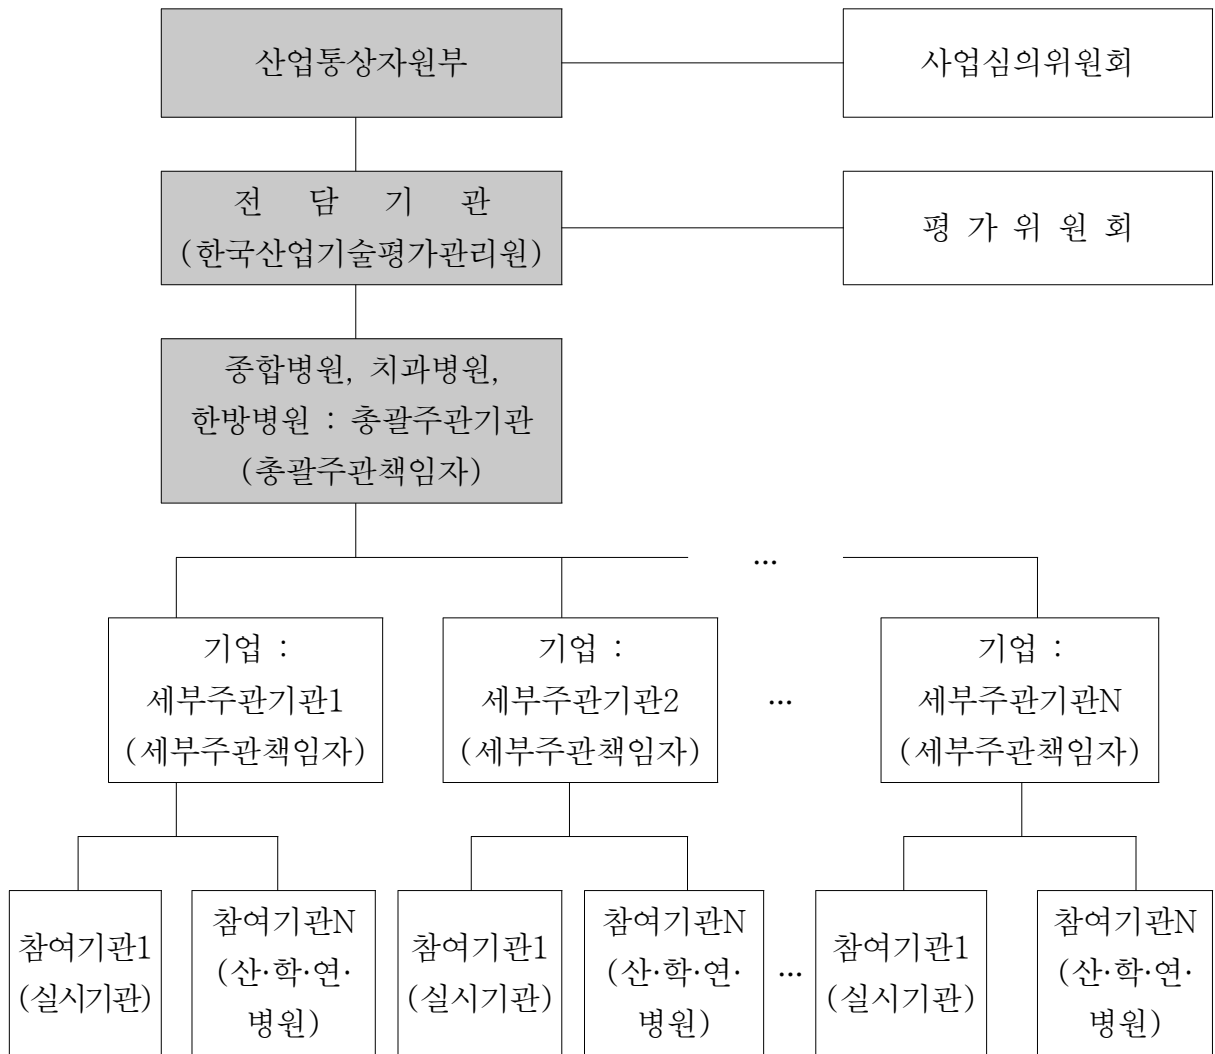 산업통상자원부
사업심의위원회
전 담 기 관
(한국산업기술평가관리원)
평 가 위 원 회
종합병원, 치과병원,
한방병원 : 총괄주관기관
(총괄주관책임자)
...
기업 :
세부주관기관1
(세부주관책임자)
기업 :
세부주관기관2
(세부주관책임자)
...
기업 :
세부주관기관N
(세부주관책임자)
참여기관1
(실시기관)
참여기관N
(산·학·연·
병원)
참여기관1
(실시기관)
참여기관N
(산·학·연·
병원)
...
참여기관1
(실시기관)
참여기관N
(산·학·연·
병원)